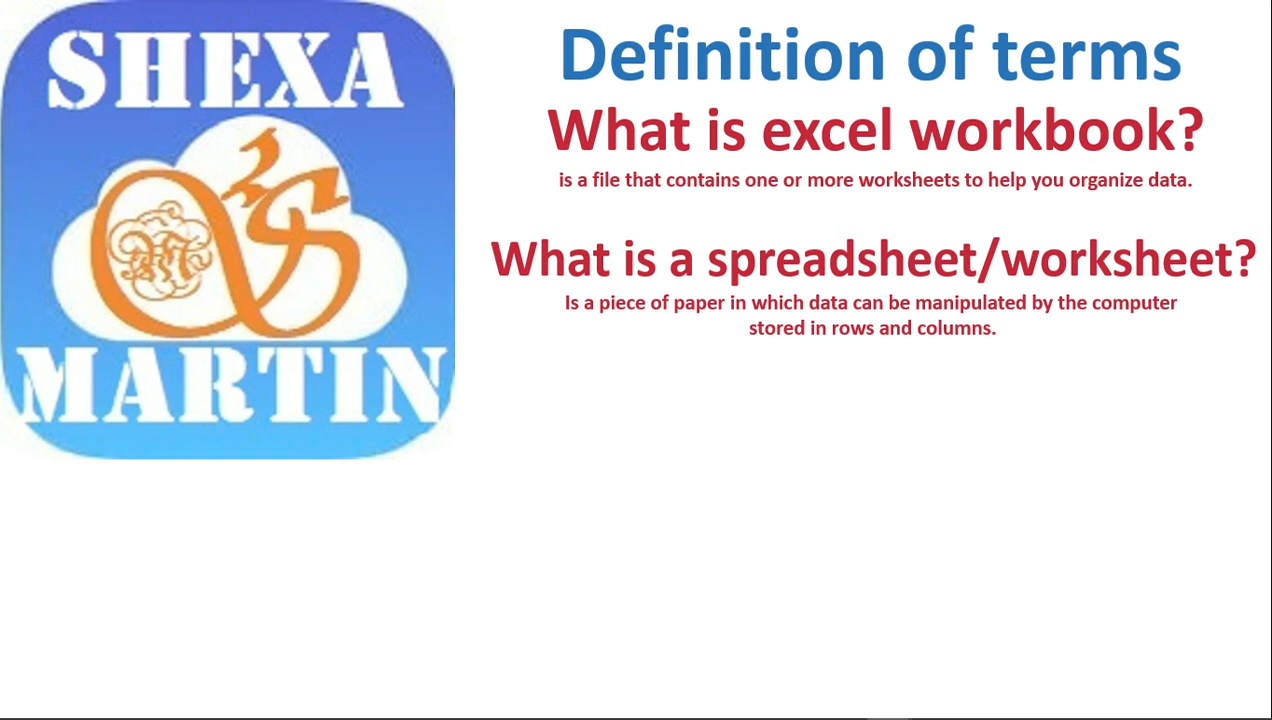 SHEXA
MARTIN
Definition of terms
What is excel workbook?
is a file that contains one or more worksheets to help you organize data.
What is a spreadsheet/worksheet?
Is a piece of paper in which data can be manipulated by the computer
stored in rows and columns.